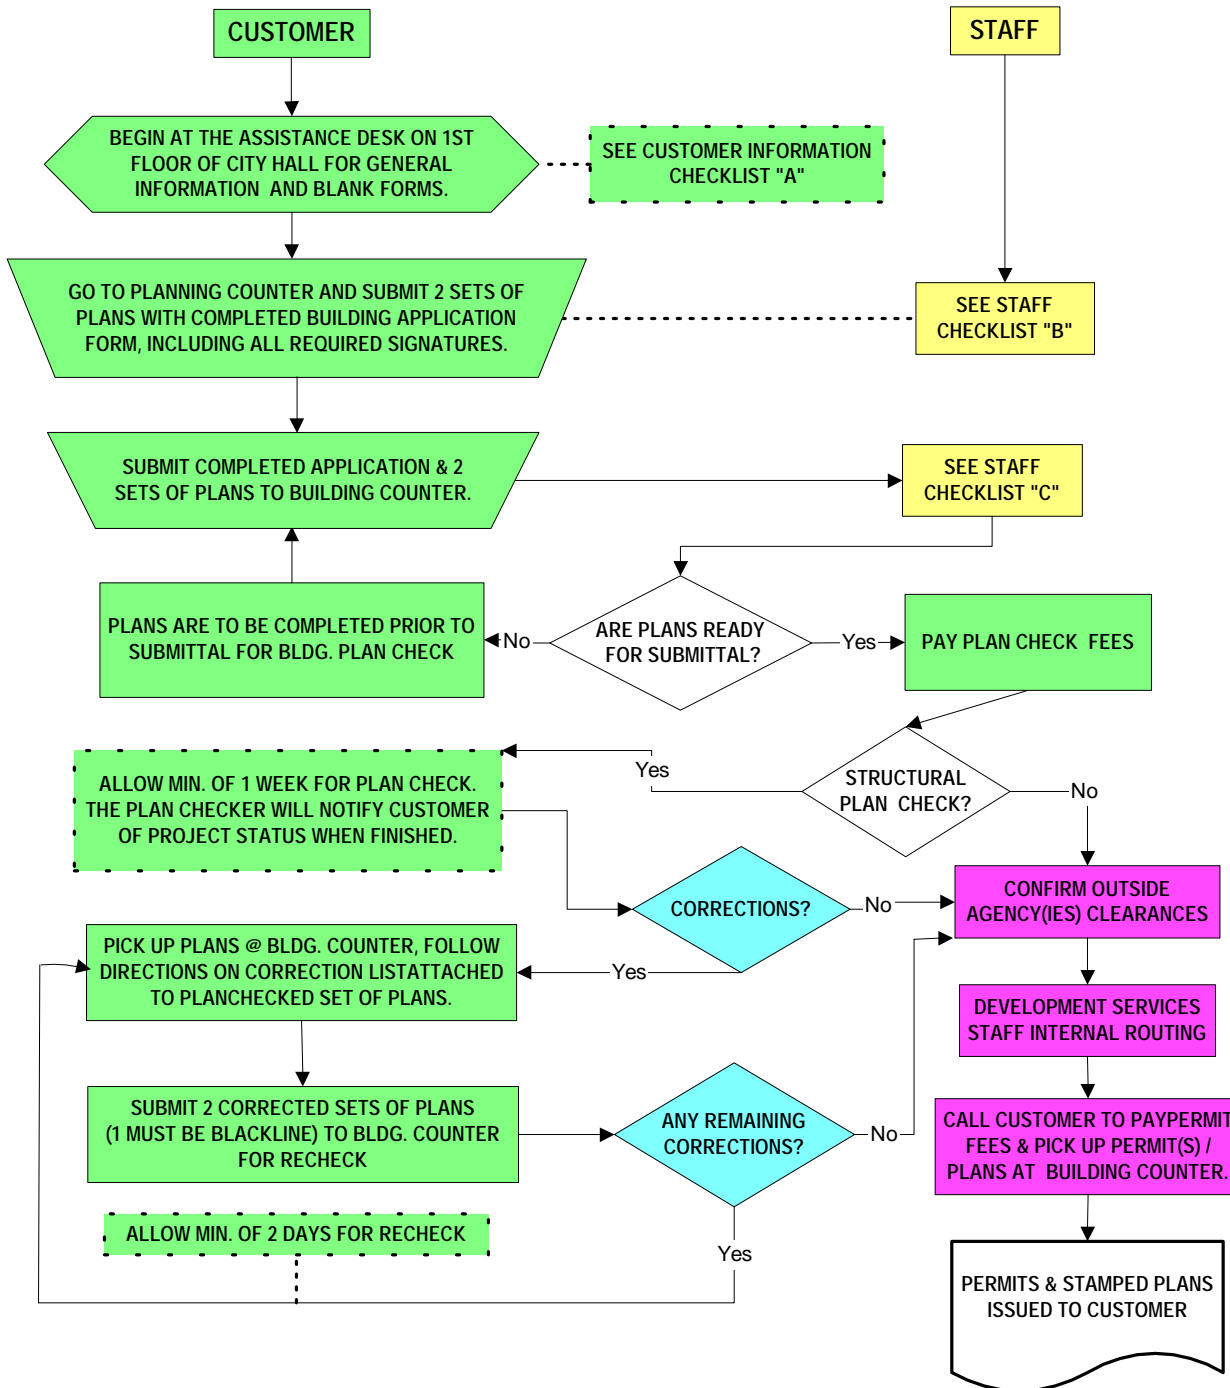 CUSTOMER
STAFF
BEGIN AT THE ASSISTANCE DESK ON 1ST
FLOOR OF CITY HALL FOR GENERAL
INFORMATION AND BLANK FORMS.
SEE CUSTOMER INFORMATION
CHECKLIST "A"
GO TO PLANNING COUNTER AND SUBMIT 2 SETS OF
PLANS WITH COMPLETED BUILDING APPLICATION
FORM, INCLUDING ALL REQUIRED SIGNATURES.
SEE STAFF
CHECKLIST "B"
SUBMIT COMPLETED APPLICATION & 2
SETS OF PLANS TO BUILDING COUNTER.
SEE STAFF
CHECKLIST "C"
PLANS ARE TO BE COMPLETED PRIOR TO
SUBMITTAL FOR BLDG. PLAN CHECK
No
ARE PLANS READY
FOR SUBMITTAL?
Yes
PAY PLAN CHECK FEES
ALLOW MIN. OF 1 WEEK FOR PLAN CHECK.
THE PLAN CHECKER WILL NOTIFY CUSTOMER
OF PROJECT STATUS WHEN FINISHED.
Yes
STRUCTURAL
PLAN CHECK?
No
CORRECTIONS?
No
CONFIRM OUTSIDE
AGENCY(IES) CLEARANCES
PICK UP PLANS @ BLDG. COUNTER, FOLLOW
DIRECTIONS ON CORRECTION LISTATTACHED
TO PLANCHECKED SET OF PLANS.
Yes
DEVELOPMENT SERVICES
STAFF INTERNAL ROUTING
SUBMIT 2 CORRECTED SETS OF PLANS
(1 MUST BE BLACKLINE) TO BLDG. COUNTER
FOR RECHECK
ANY REMAINING
CORRECTIONS?
No
CALL CUSTOMER TO PAYPERMIT
FEES & PICK UP PERMIT(S) /
PLANS AT BUILDING COUNTER.
ALLOW MIN. OF 2 DAYS FOR RECHECK
Yes
PERMITS & STAMPED PLANS
ISSUED TO CUSTOMER